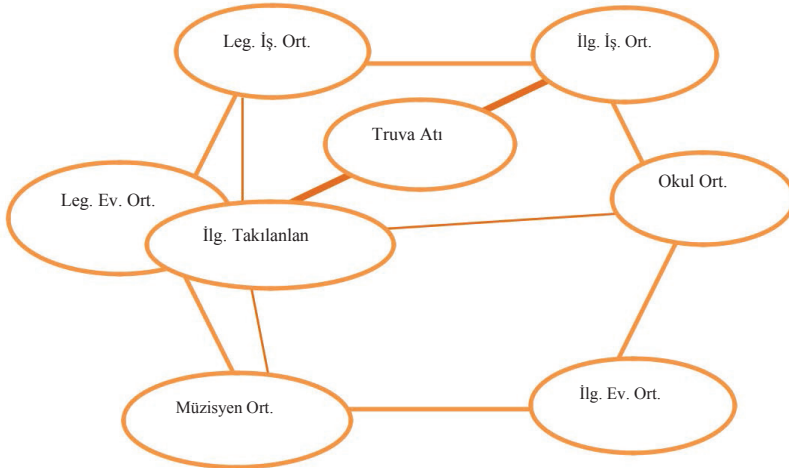 Leg. İş. Ort.
İlg. İş. Ort.
Truva Atı
Okul Ort.
Leg. Ev. Ort.
İlg. Takılanlan
Müzisyen Ort.
İlg. Ev. Ort.